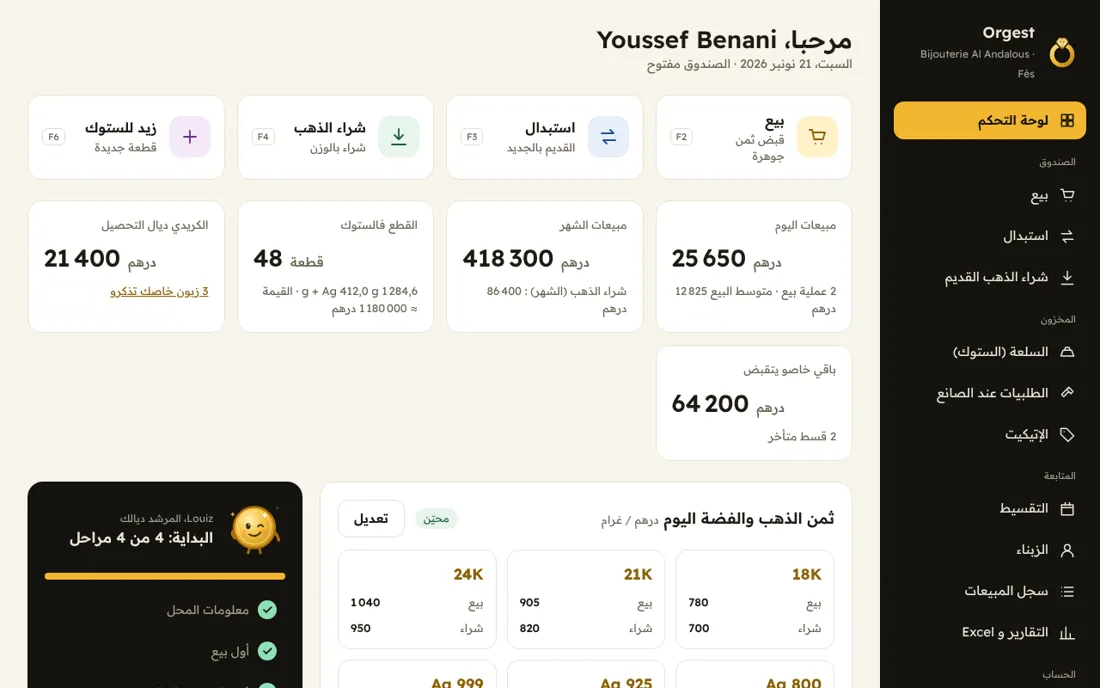 Orgest
Bijouterie Al Andalous ·
Fès
لوحة التحكم
الصندوق
بيع
استبدال
شراء الذهب القديم
المخزون
السلعة (الستوك)
الطلبيات عند الصانع
الإتيكيت
المتابعة
التقسيط
الزبناء
سجل المبيعات
التقارير و Excel
الحساب
مرحبا، Youssef Benani
السبت، 21 نونبر 2026 · الصندوق مفتوح
بيع
قبض ثمن
جوهرة
F2
استبدال
القديم بالجديد
F3
شراء الذهب
شراء بالوزن
F4
زيد للستوك
قطعة جديدة
F6
مبيعات اليوم
25 650 درهم
2 عملية بيع · متوسط البيع 12 825
درهم
مبيعات الشهر
418 300 درهم
شراء الذهب (الشهر) : 86 400
درهم
القطع فالستوك
48 قطعة
1 284,6 g + Ag 412,0 g · القيمة
≈ 1 180 000 درهم
الكريدي ديال التحصيل
21 400 درهم
3 زبون خاصك تذكرو
باقي خاصو يتقبض
64 200 درهم
2 قسط متأخر
ثمن الذهب والفضة اليوم درهم / غرام
محيّن
تعديل
18K
بيع 780
شراء 700
21K
بيع 905
شراء 820
24K
بيع 1 040
شراء 950
Ag 800
Ag 925
Ag 999
Louiz، المرشد ديالك
البداية: 4 من 4 مراحل
معلومات المحل
أول بيع